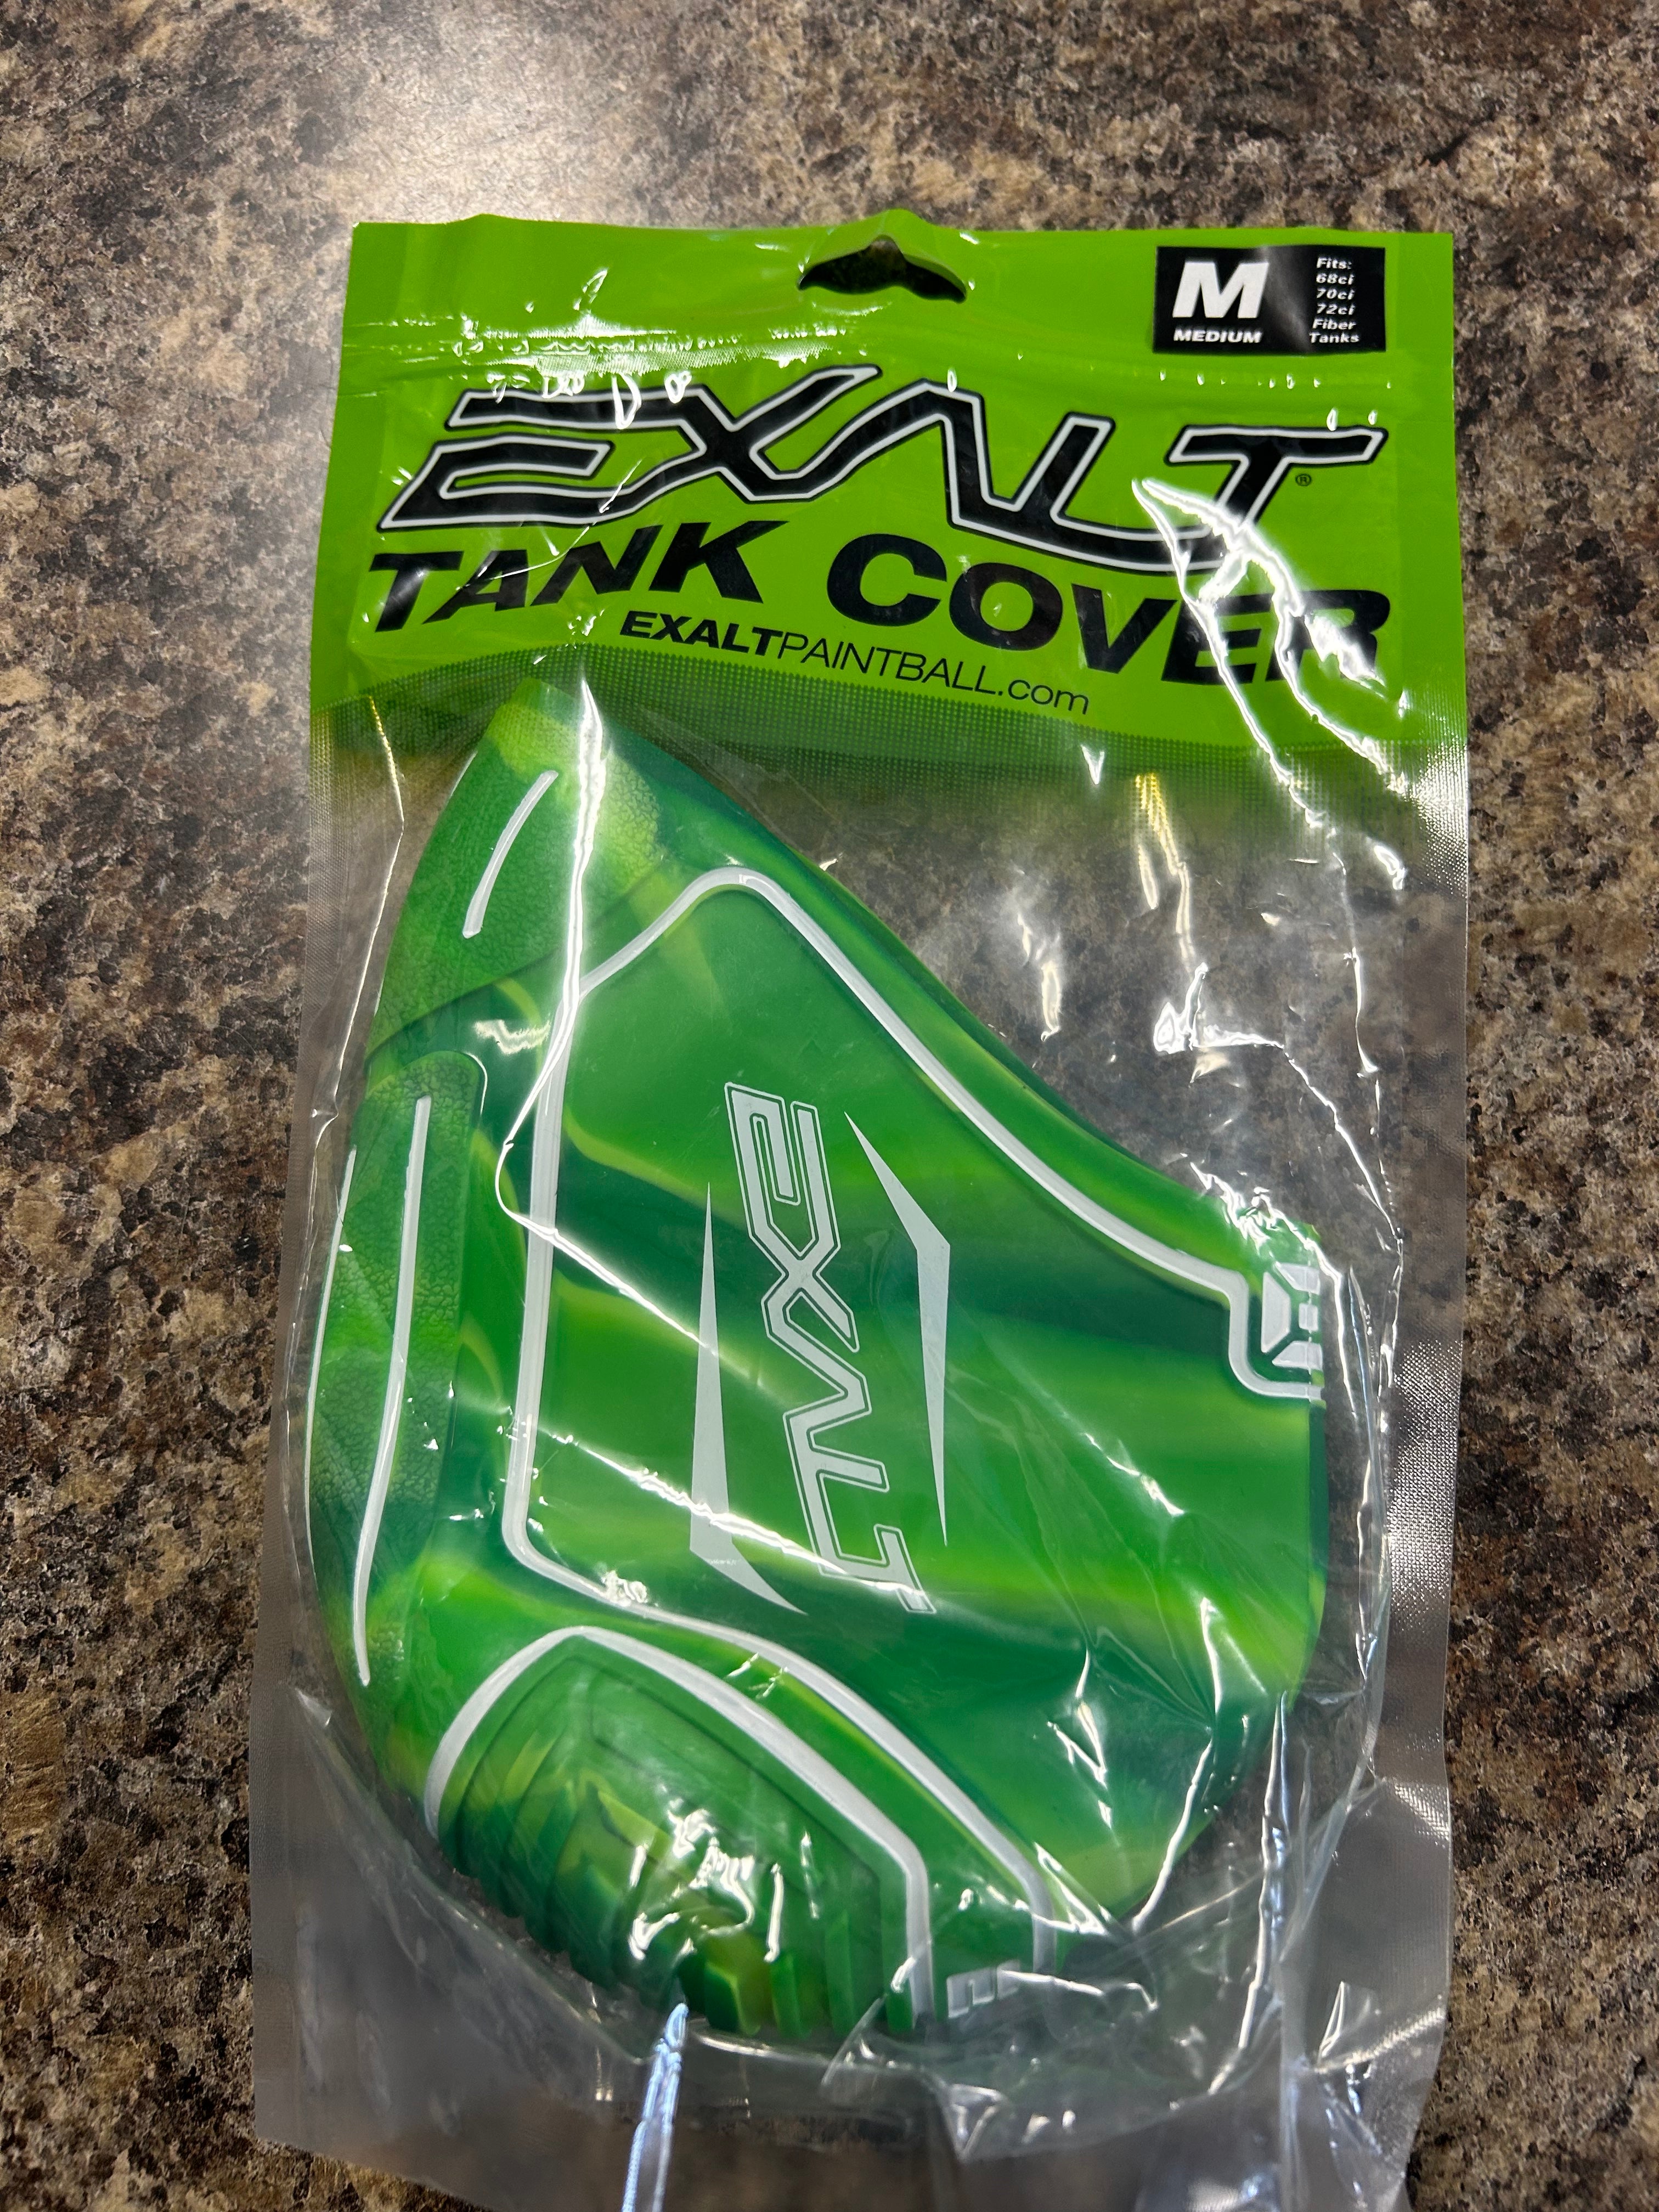 M
MEDIUM
Fits:
68ci
70ci
72ci
Fiber
Tanks
EXALT®
TANK COVER
EXALTPAINTBALL.com
EXALT